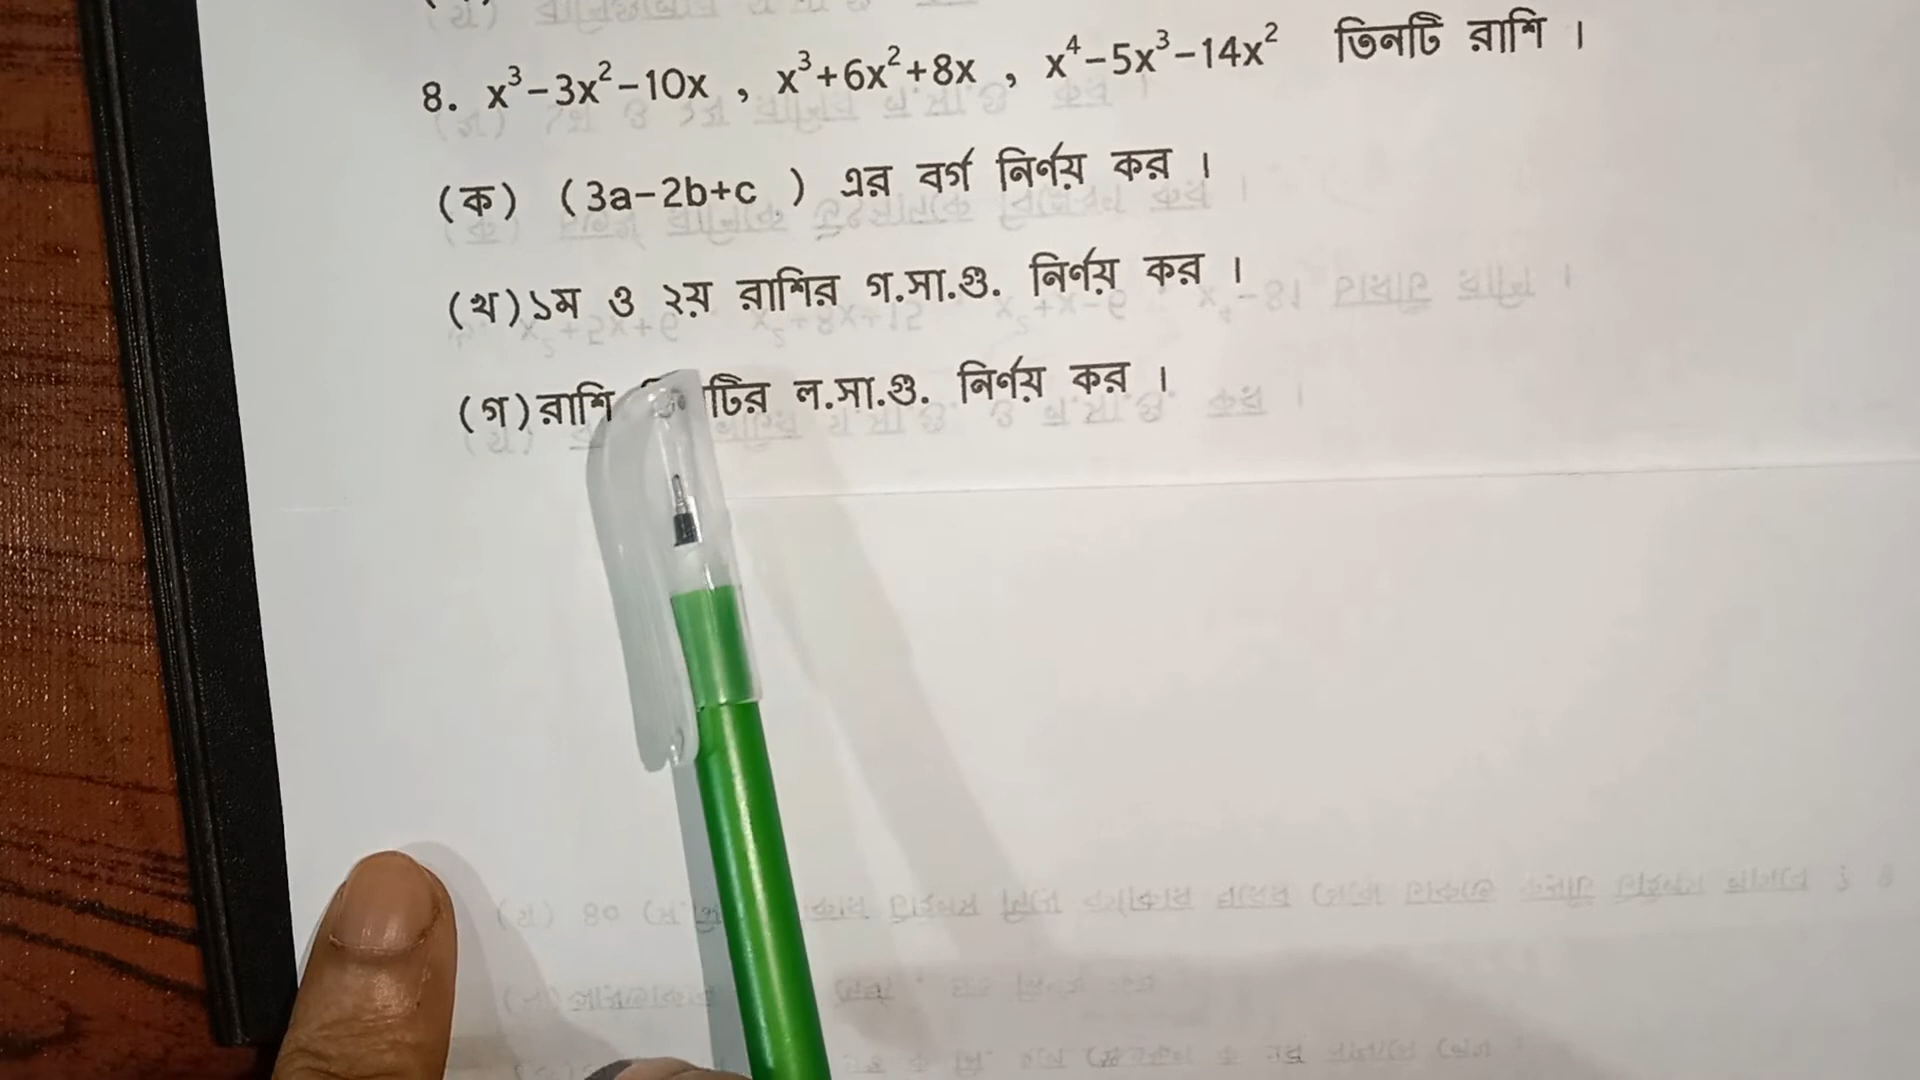 8. x³-3x²-10x , x³+6x²+8x , x⁴-5x³-14x² তিনটি রাশি ।
(ক) (3a-2b+c ) এর বর্গ নির্ণয় কর ।
(খ) ১ম ও ২য় রাশির গ.সা.গু. নির্ণয় কর ।
(গ) রাশি টির ল.সা.গু. নির্ণয় কর ।